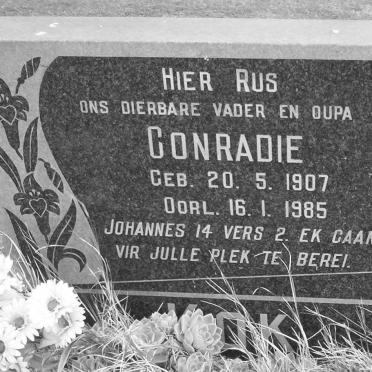 HIER RUS
ONS DIERBARE VADER EN OUPA
CONRADIE
GEB. 20. 5. 1907
OORL. 16. 1. 1985
JOHANNES 14 VERS 2. EK GAAN
VIR JULLE PLEK TE BEREI.